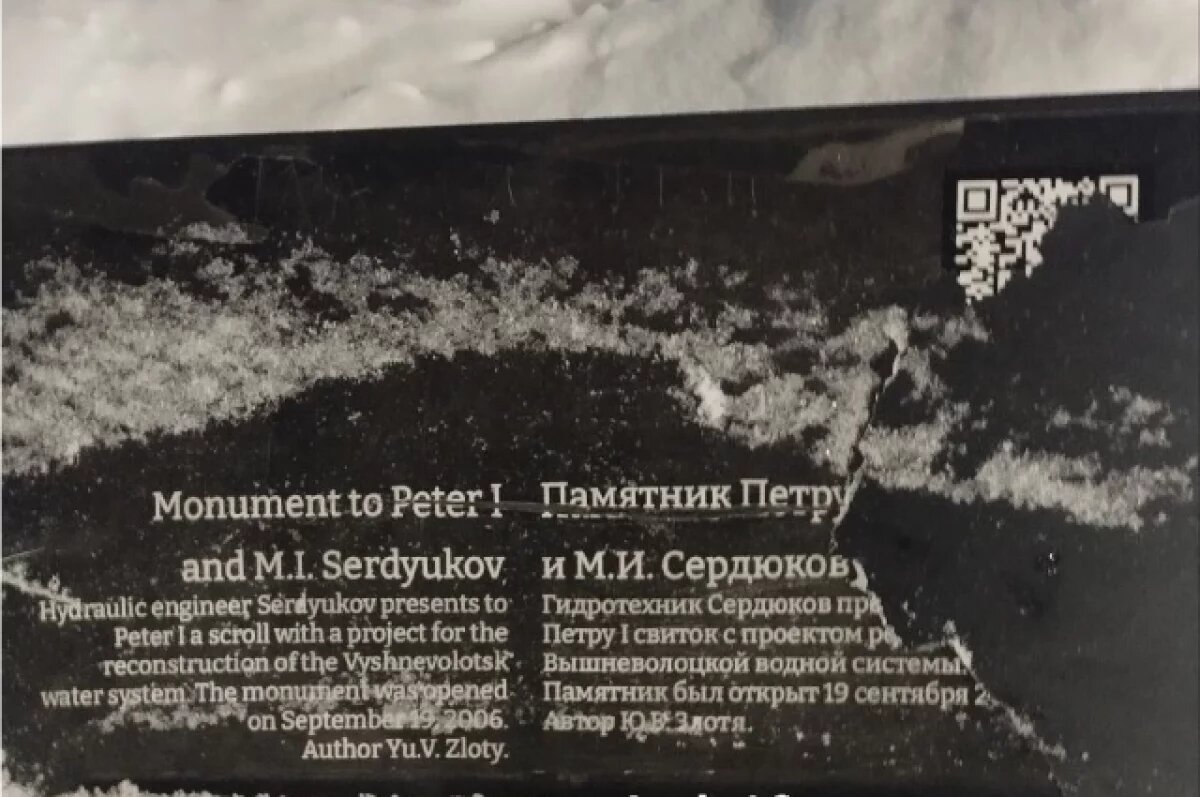 Monument to Peter I
and M.I. Serdyukov
Hydraulic engineer Serdyukov presents to
Peter I a scroll with a project for the
reconstruction of the Vyshnevolotsk
water system. The monument was opened
on September 19, 2006.
Author Yu.V. Zloty.
Памятник Петру
и М.И. Сердюков
Гидротехник Сердюков
Петру I свиток с проектом
Вышневолоцкой водной системы.
Памятник был открыт 19 сентября
Автор Ю.В. Злотя.